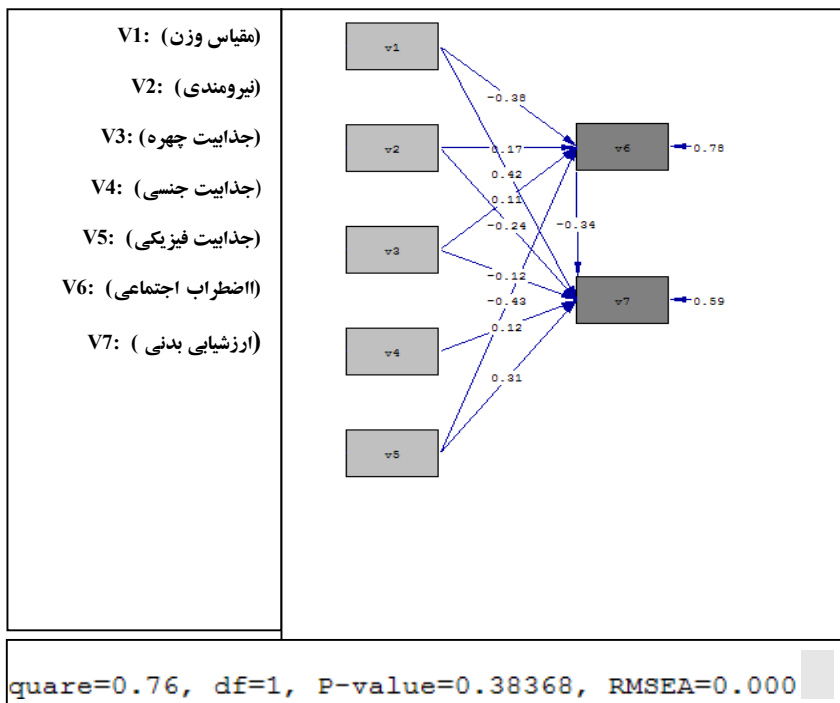 V1: (مقیاس وزن)
V2: (نیرومندی)
V3: (جذابیت چهره)
V4: (جذابیت جنسی)
V5: (جذابیت فیزیکی)
V6: (ااضطراب اجتماعی)
V7: (ارزشیابی بدنی )
v1
-0.38
v2
0.17
v6
0.78
0.42
0.11
-0.24
-0.34
v3
-0.12
-0.43
v7
0.59
0.12
v4
0.31
v5
quare=0.76, df=1, P-value=0.38368, RMSEA=0.000